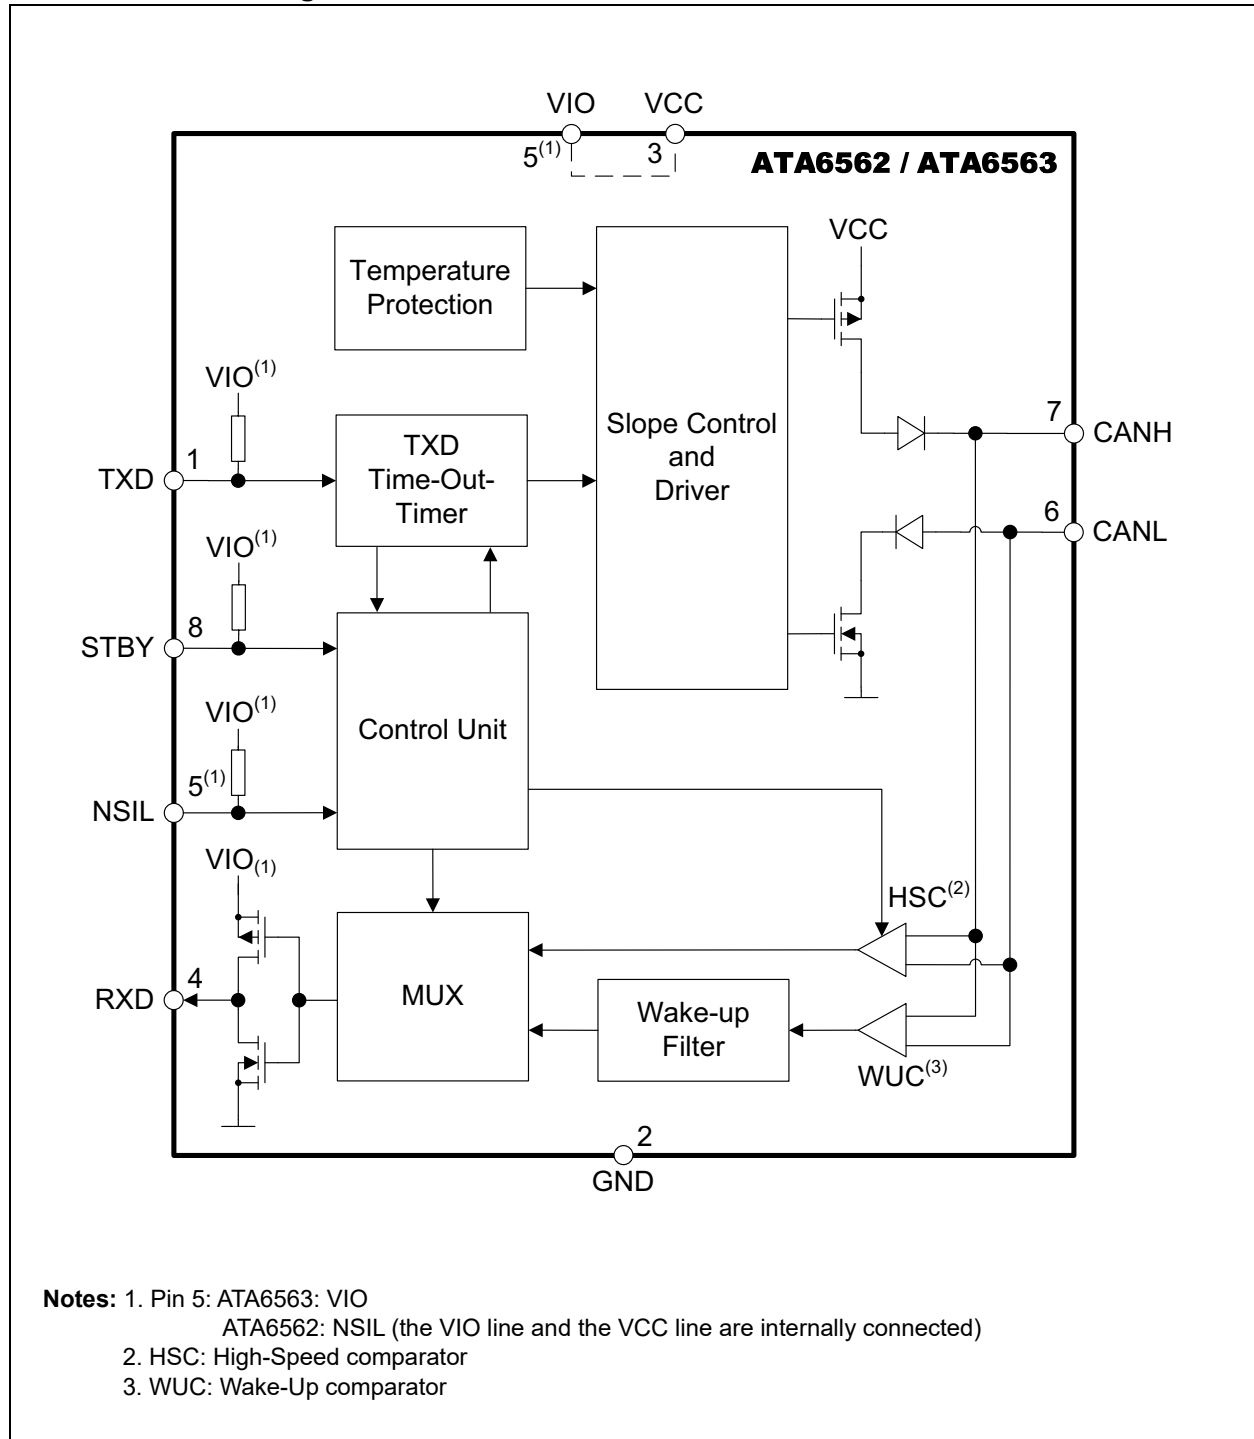 VIO VCC
5(1) 3
ATA6562 / ATA6563
Temperature
Protection
VCC
VIO(1)
TXD
1
TXD
Time-Out-
Timer
Slope Control
and
Driver
7
CANH
6
CANL
VIO(1)
STBY
8
VIO(1)
5(1)
NSIL
Control Unit
VIO(1)
HSC(2)
RXD
4
MUX
Wake-up
Filter
WUC(3)
2
GND
Notes: 1. Pin 5: ATA6563: VIO
ATA6562: NSIL (the VIO line and the VCC line are internally connected)
2. HSC: High-Speed comparator
3. WUC: Wake-Up comparator